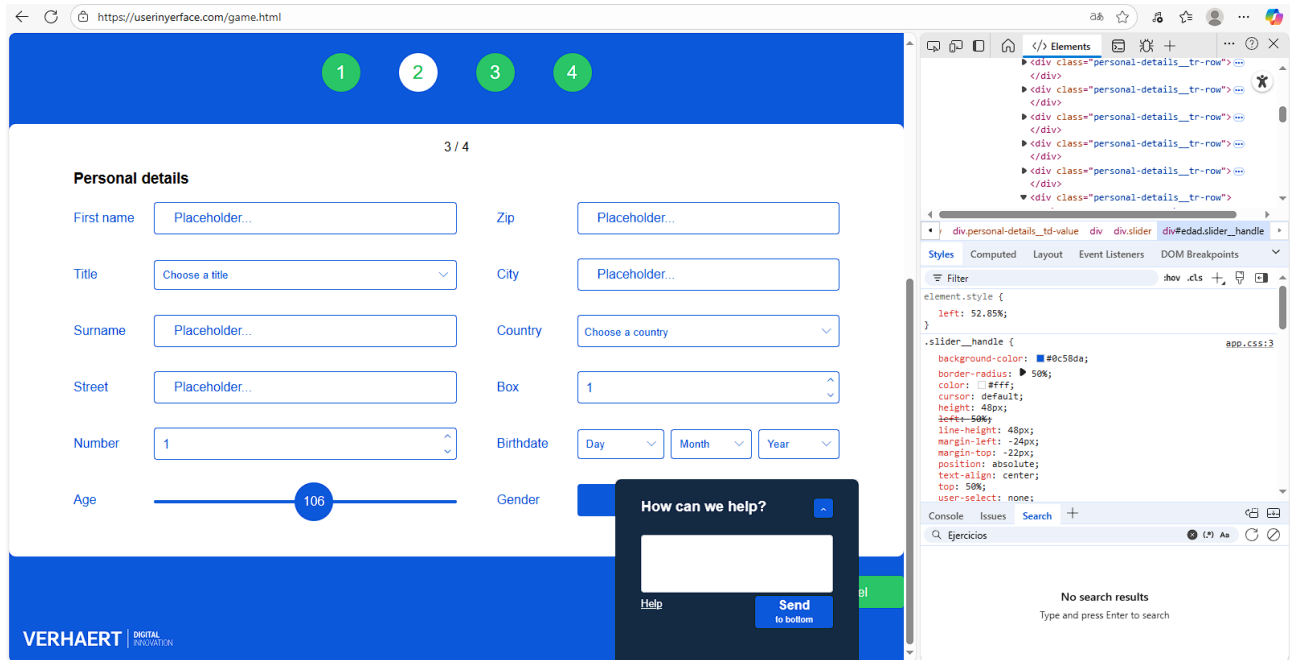 https://userinyerface.com/game.html
1 2 3 4
3 / 4
Personal details
First name Placeholder... Zip Placeholder...
Title Choose a title City Placeholder...
Surname Placeholder... Country Choose a country
Street Placeholder... Box 1
Number 1 Birthdate Day Month Year
Age 106 Gender
How can we help?
Help
Send
to bottom
el
VERHAERT DIGITAL
INNOVATION
</> Elements
<div class="personal-details__tr-row">
</div>
<div class="personal-details__tr-row">
</div>
<div class="personal-details__tr-row">
</div>
<div class="personal-details__tr-row">
</div>
<div class="personal-details__tr-row">
</div>
<div class="personal-details__tr-row">
div.personal-details__td-value div div.slider div#edad.slider__handle
Styles Computed Layout Event Listeners DOM Breakpoints
Filter :hov .cls
element.style {
left: 52.85%;
}
.slider__handle { app.css:3
background-color: #0c58da;
border-radius: 50%;
color: #fff;
cursor: default;
height: 48px;
left: 50%;
line-height: 48px;
margin-left: -24px;
margin-top: -22px;
position: absolute;
text-align: center;
top: 50%;
user-select: none;
Console Issues Search
Ejercicios (.*) Aa
No search results
Type and press Enter to search